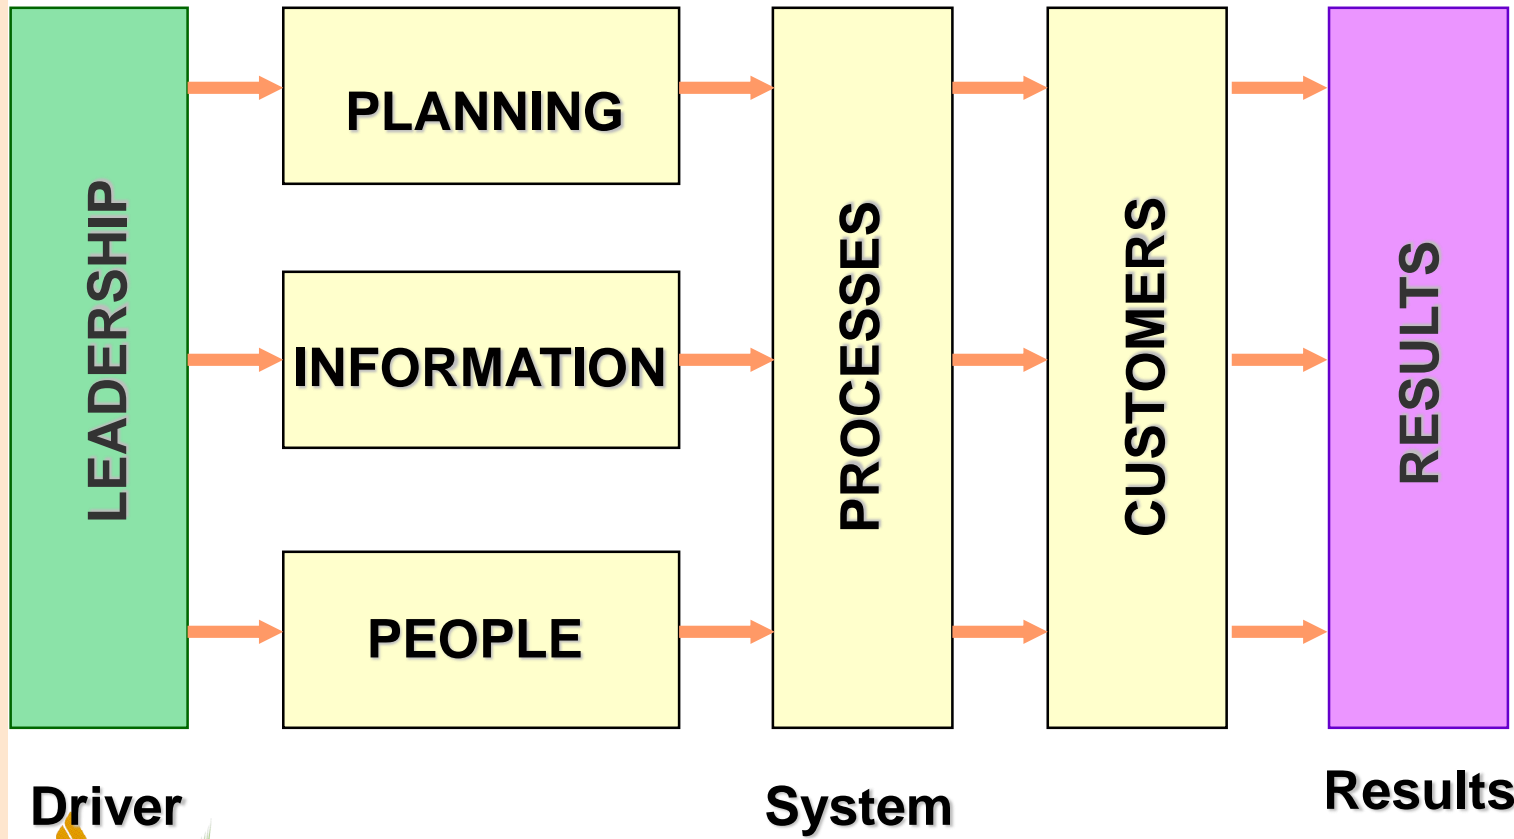 LEADERSHIP
PLANNING
INFORMATION
PEOPLE
PROCESSES
CUSTOMERS
RESULTS
Driver
System
Results